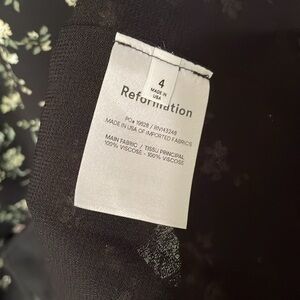 4
MADE IN
USA
Reformation
PO# 19928 / RN143248
MADE IN USA OF IMPORTED FABRICS
MAIN FABRIC / TISSU PRINCIPAL
100% VISCOSE - 100% VISCOSE